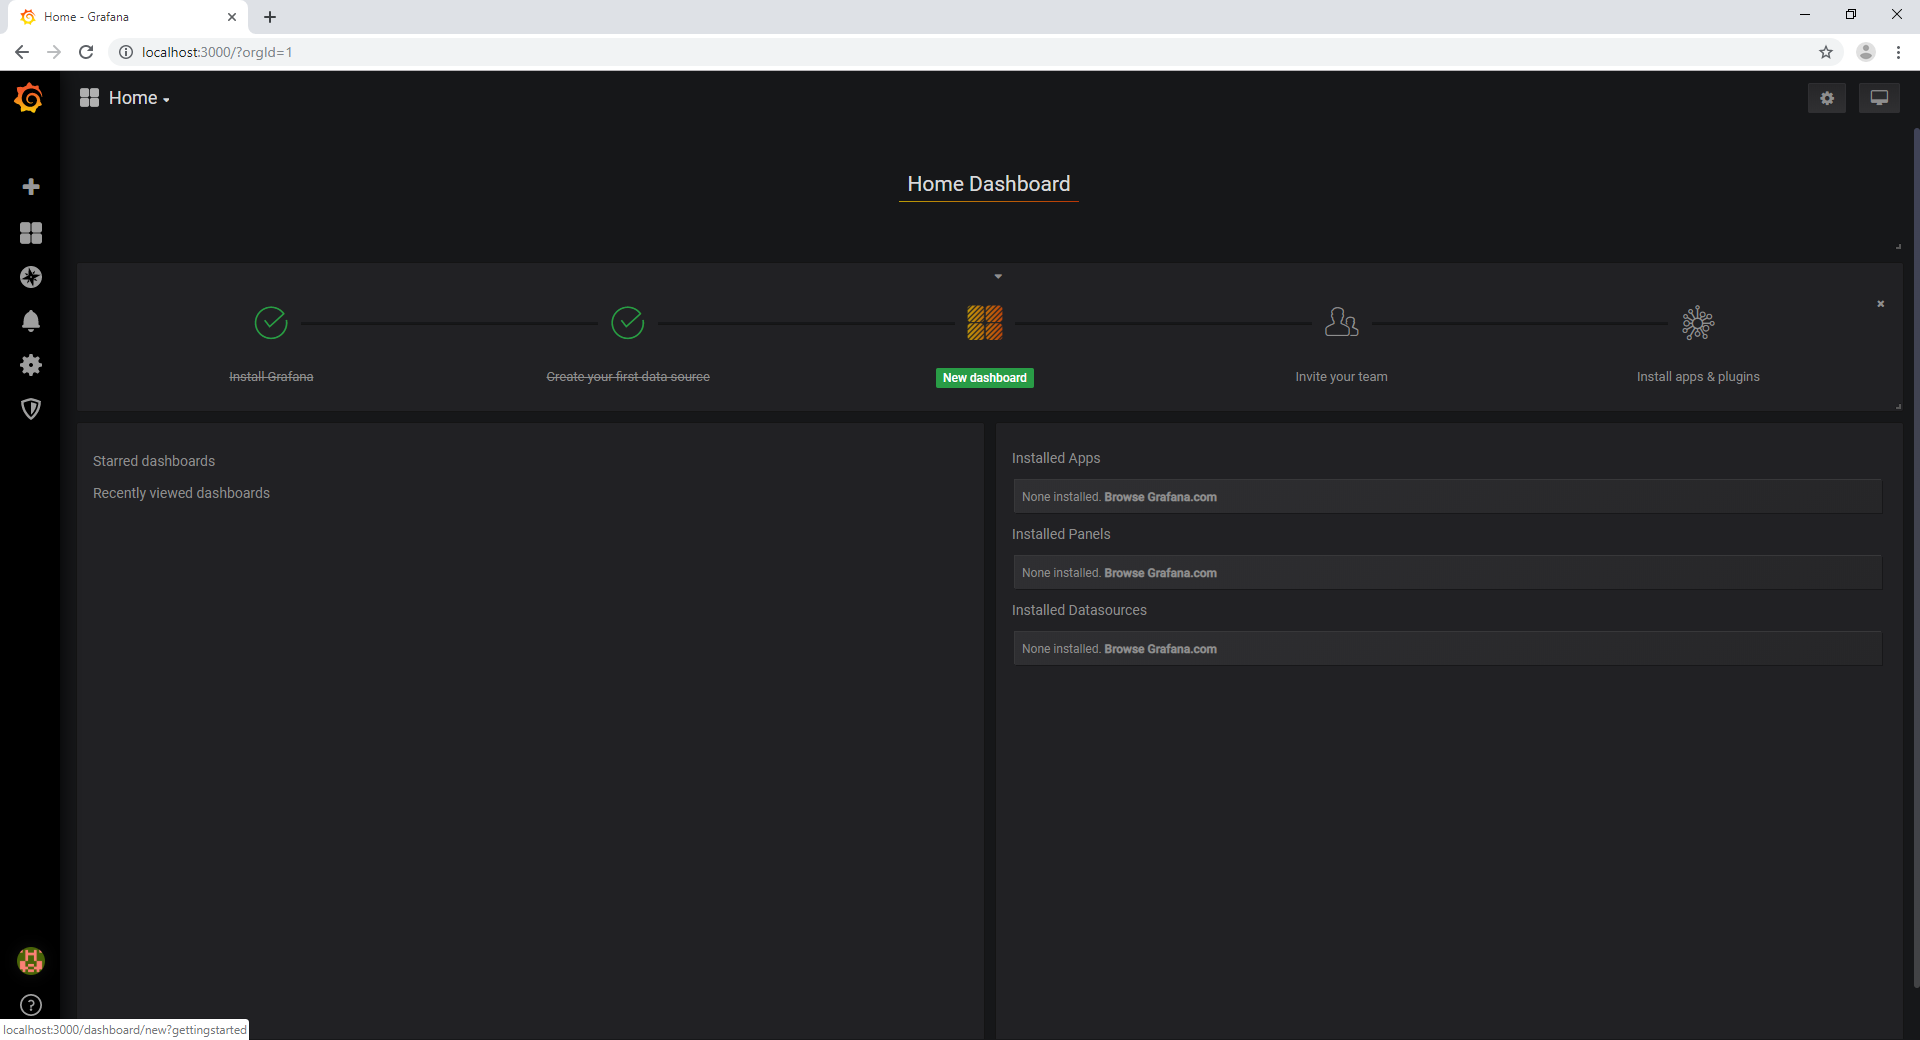 Home - Grafana
localhost:3000/?orgId=1
Home
Home Dashboard
Install Grafana
Create your first data source
New dashboard
Invite your team
Install apps & plugins
Starred dashboards
Recently viewed dashboards
Installed Apps
None installed. Browse Grafana.com
Installed Panels
None installed. Browse Grafana.com
Installed Datasources
None installed. Browse Grafana.com
localhost:3000/dashboard/new?gettingstarted